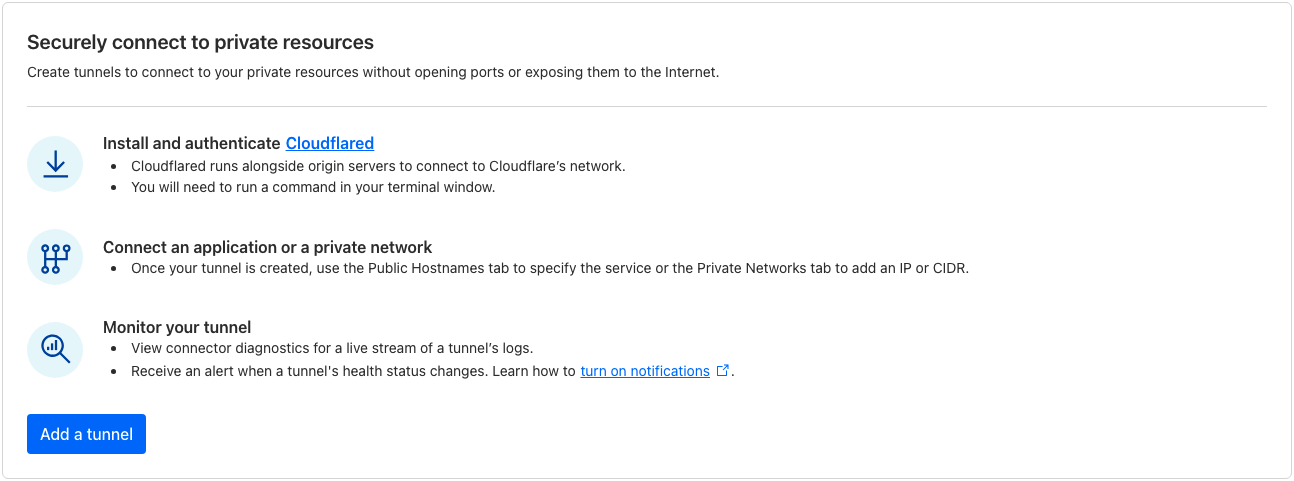 Securely connect to private resources
Create tunnels to connect to your private resources without opening ports or exposing them to the Internet.
Install and authenticate Cloudflared
Cloudflared runs alongside origin servers to connect to Cloudflare’s network.
You will need to run a command in your terminal window.
Connect an application or a private network
Once your tunnel is created, use the Public Hostnames tab to specify the service or the Private Networks tab to add an IP or CIDR.
Monitor your tunnel
View connector diagnostics for a live stream of a tunnel’s logs.
Receive an alert when a tunnel's health status changes. Learn how to turn on notifications.
Add a tunnel